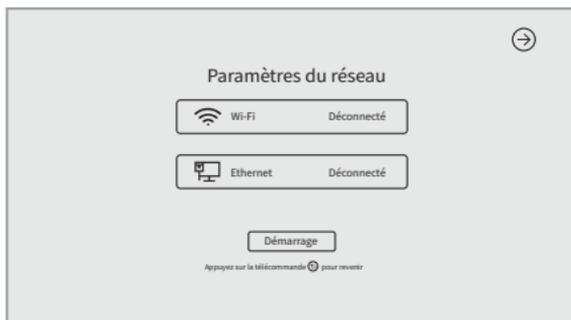 Paramètres du réseau
Wi-Fi Déconnecté
Ethernet Déconnecté
Démarrage
Appuyez sur la télécommande pour revenir